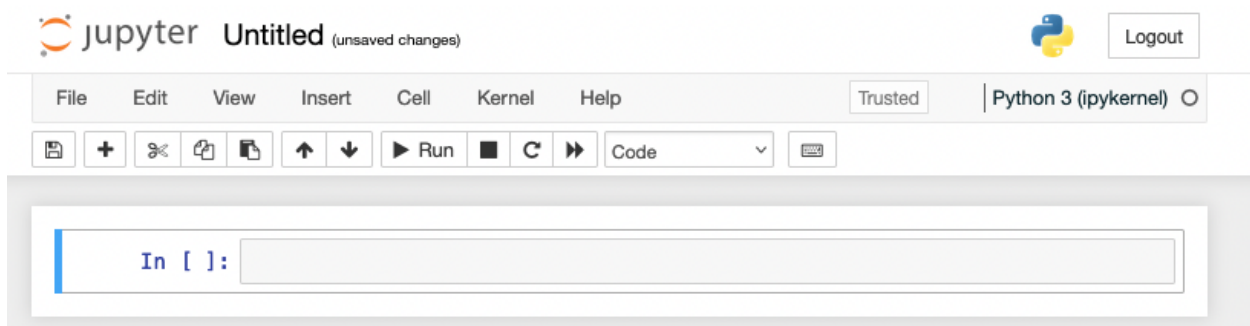 jupyter Untitled (unsaved changes) Logout
File Edit View Insert Cell Kernel Help Trusted Python 3 (ipykernel)
Run Code
In [ ]: